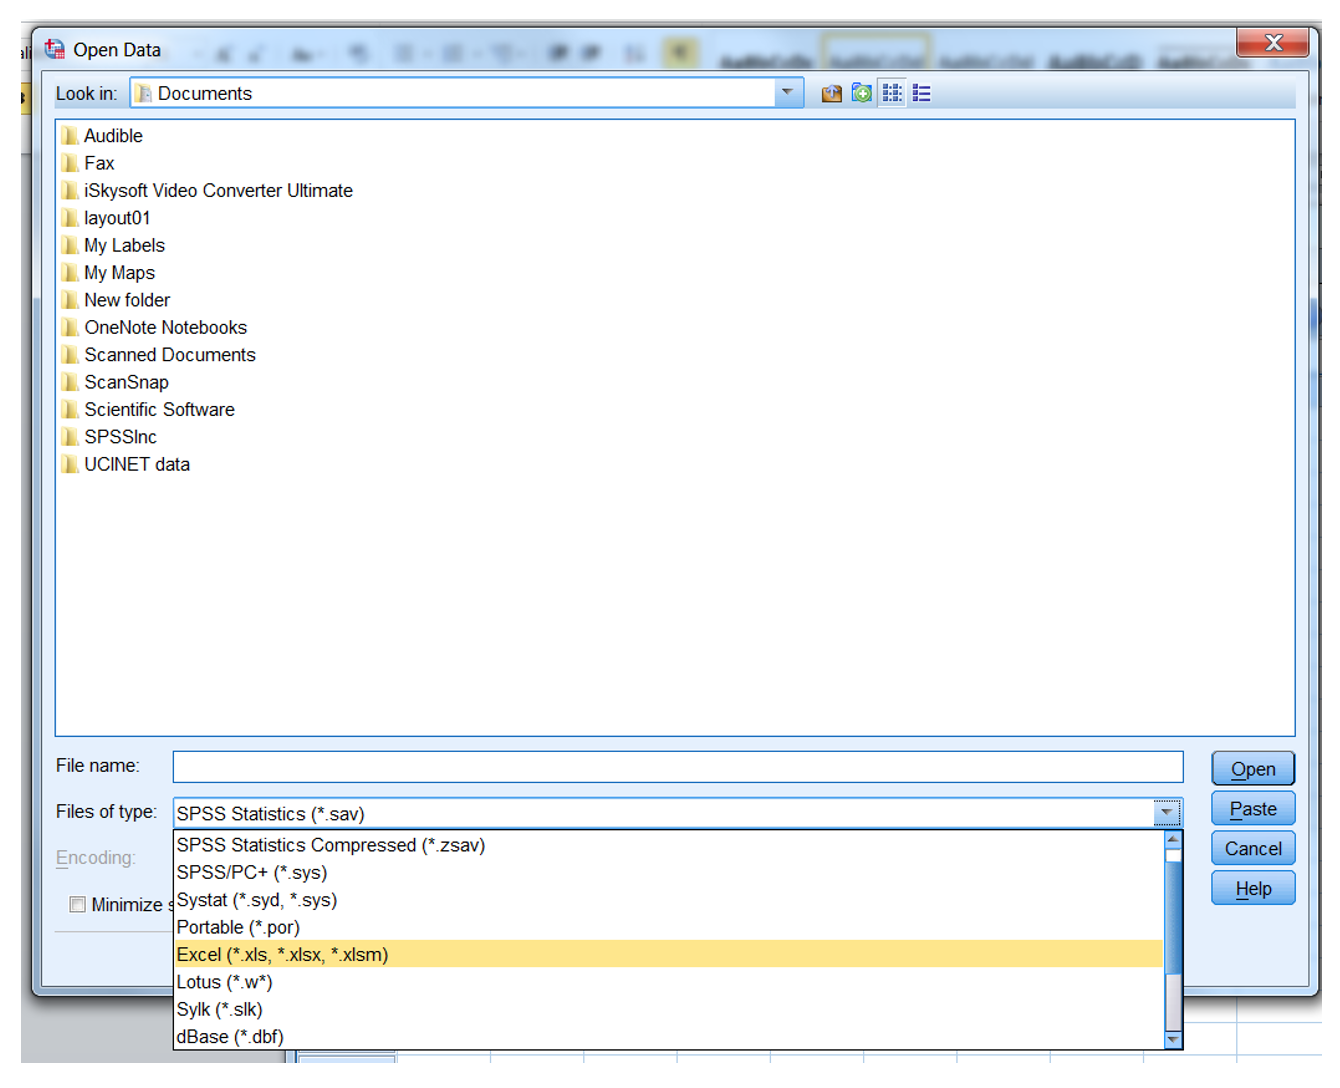 Open Data
X
Look in: Documents
Audible
Fax
iSkysoft Video Converter Ultimate
layout01
My Labels
My Maps
New folder
OneNote Notebooks
Scanned Documents
ScanSnap
Scientific Software
SPSSInc
UCINET data
File name:
Open
Files of type: SPSS Statistics (*.sav)
Paste
SPSS Statistics Compressed (*.zsav)
Cancel
Encoding:
SPSS/PC+ (*.sys)
Help
Minimize s
Systat (*.syd, *.sys)
Portable (*.por)
Excel (*.xls, *.xlsx, *.xlsm)
Lotus (*.w*)
Sylk (*.slk)
dBase (*.dbf)